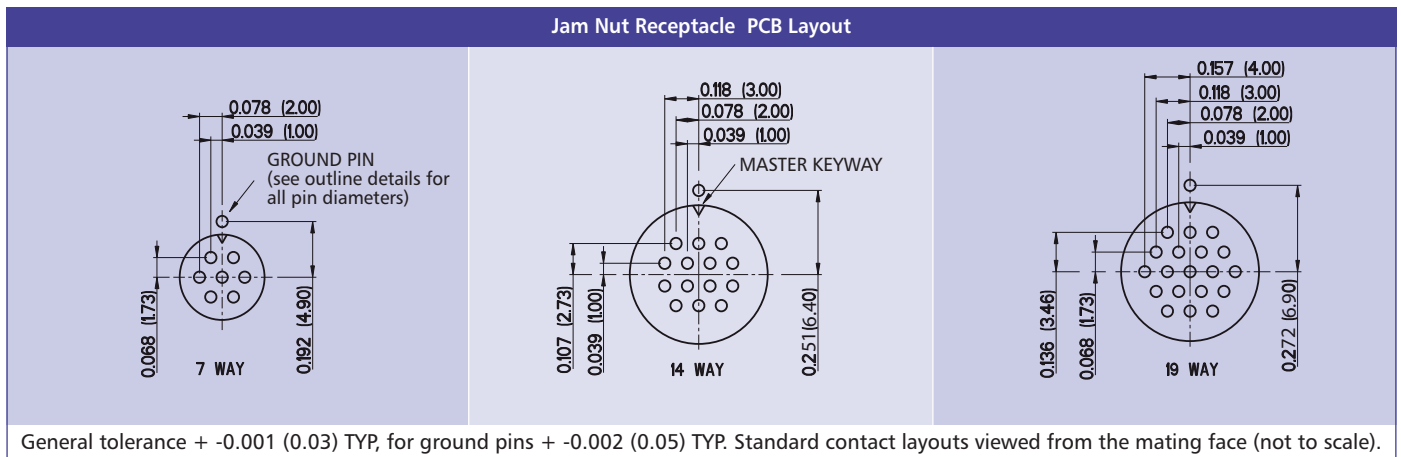 Jam Nut Receptacle PCB Layout
0.078 (2.00)
0.039 (1.00)
GROUND PIN
(see outline details for
all pin diameters)
0.068 (1.73)
0.192 (4.90)
7 WAY
0.118 (3.00)
0.078 (2.00)
0.039 (1.00)
MASTER KEYWAY
0.107 (2.73)
0.039 (1.00)
0.251(6.40)
14 WAY
0.157 (4.00)
0.118 (3.00)
0.078 (2.00)
0.039 (1.00)
0.136 (3.46)
0.068 (1.73)
0.272 (6.90)
19 WAY
General tolerance + -0.001 (0.03) TYP, for ground pins + -0.002 (0.05) TYP. Standard contact layouts viewed from the mating face (not to scale).